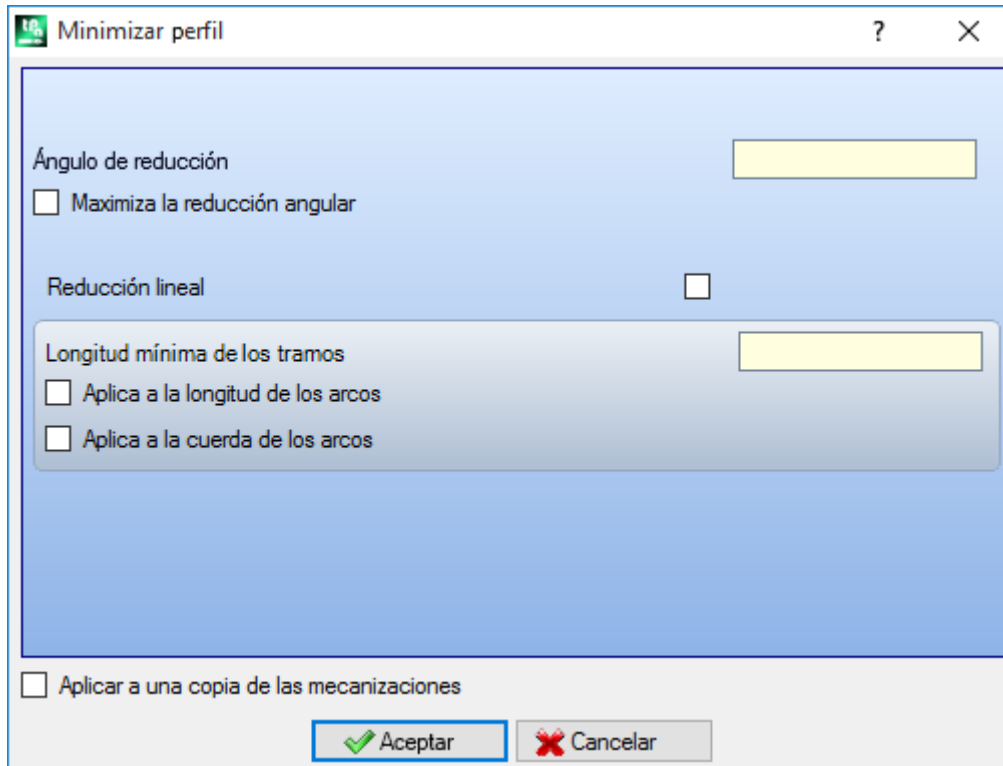 Minimizar perfil
Ángulo de reducción
Maximiza la reducción angular
Reducción lineal
Longitud mínima de los tramos
Aplica a la longitud de los arcos
Aplica a la cuerda de los arcos
Aplicar a una copia de las mecanizaciones
Aceptar
Cancelar